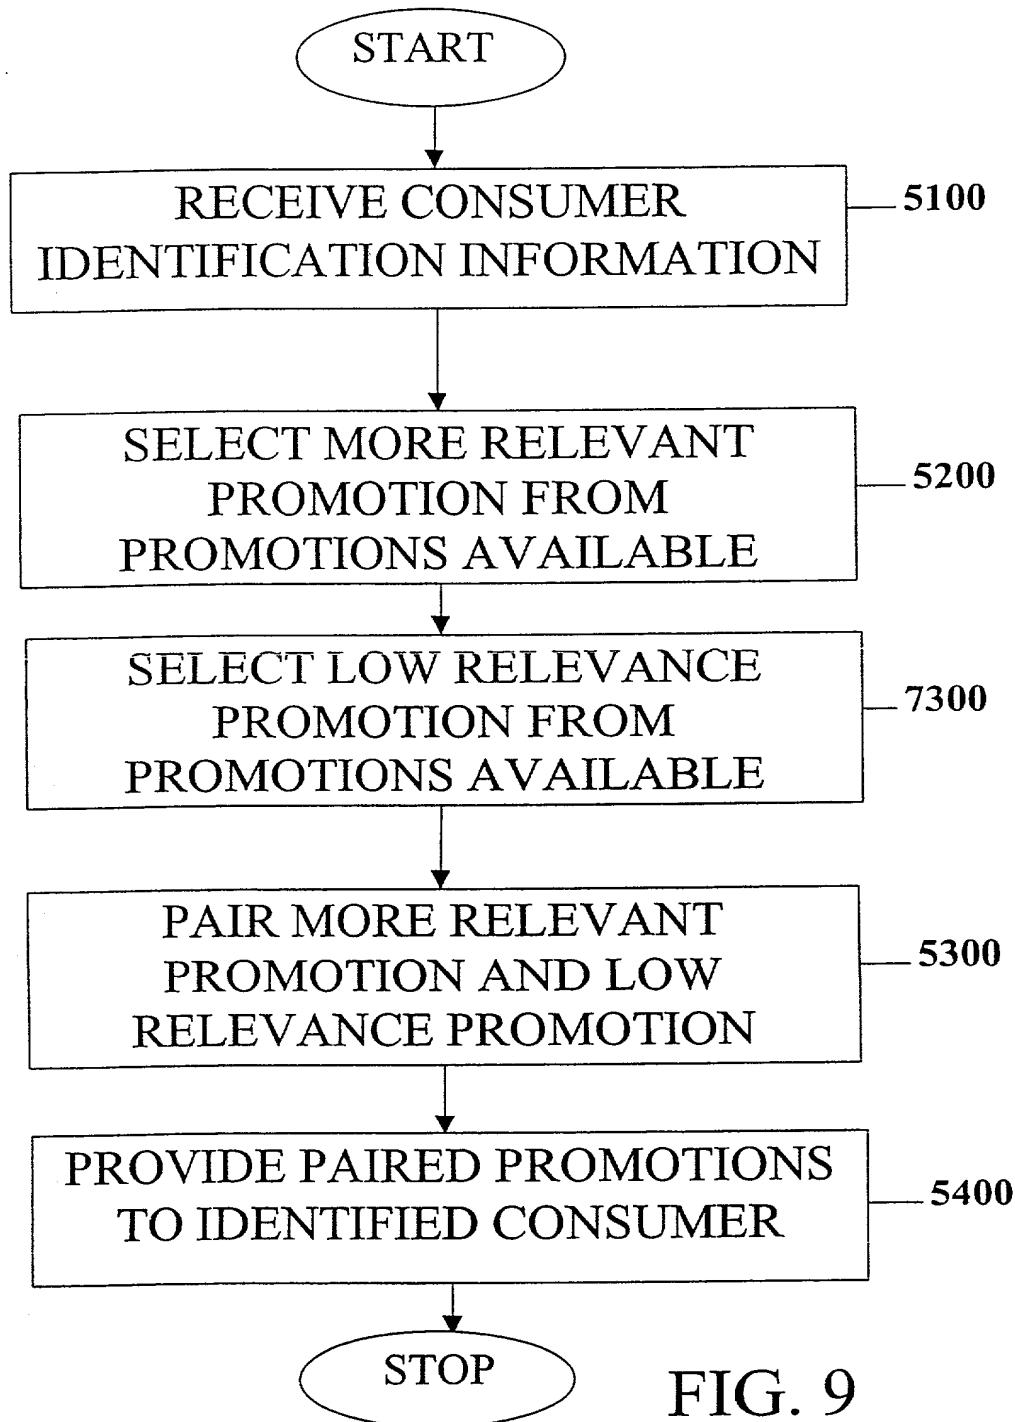 START
RECEIVE CONSUMER
IDENTIFICATION INFORMATION
5100
SELECT MORE RELEVANT
PROMOTION FROM
PROMOTIONS AVAILABLE
5200
SELECT LOW RELEVANCE
PROMOTION FROM
PROMOTIONS AVAILABLE
7300
PAIR MORE RELEVANT
PROMOTION AND LOW
RELEVANCE PROMOTION
5300
PROVIDE PAIRED PROMOTIONS
TO IDENTIFIED CONSUMER
5400
STOP
FIG. 9